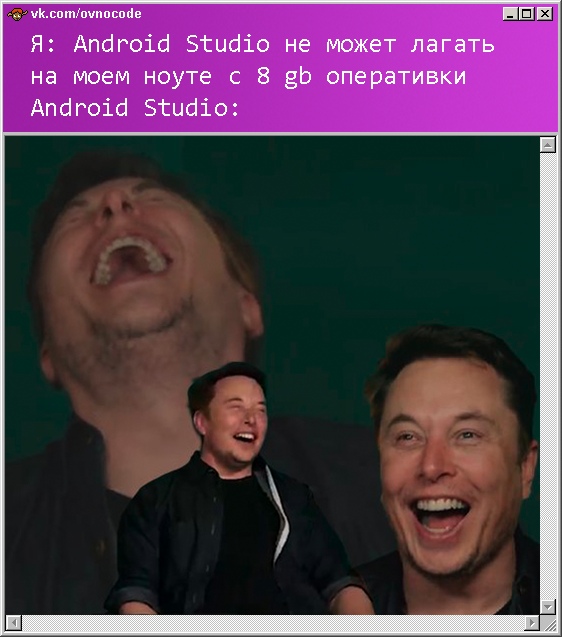 vk.com/ovnocode
Я: Android Studio не может лагать
на моем ноуте с 8 gb оперативки
Android Studio: